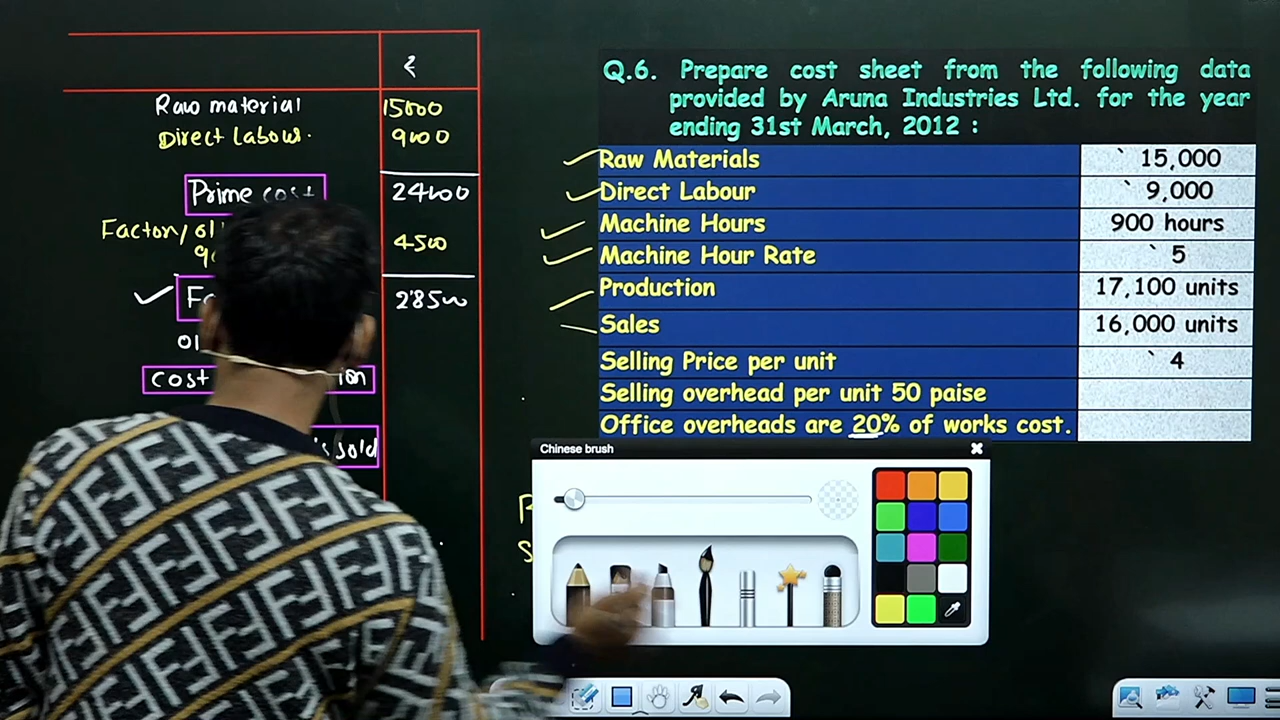 ₹
Raw material 15000
Direct Labour. 9000
Prime cost 24000
Factory
4500
28500
cost
sold
Q.6. Prepare cost sheet from the following data
provided by Aruna Industries Ltd. for the year
ending 31st March, 2012 :
Raw Materials ` 15,000
Direct Labour ` 9,000
Machine Hours 900 hours
Machine Hour Rate ` 5
Production 17,100 units
Sales 16,000 units
Selling Price per unit ` 4
Selling overhead per unit 50 paise
Office overheads are 20% of works cost.
Chinese brush